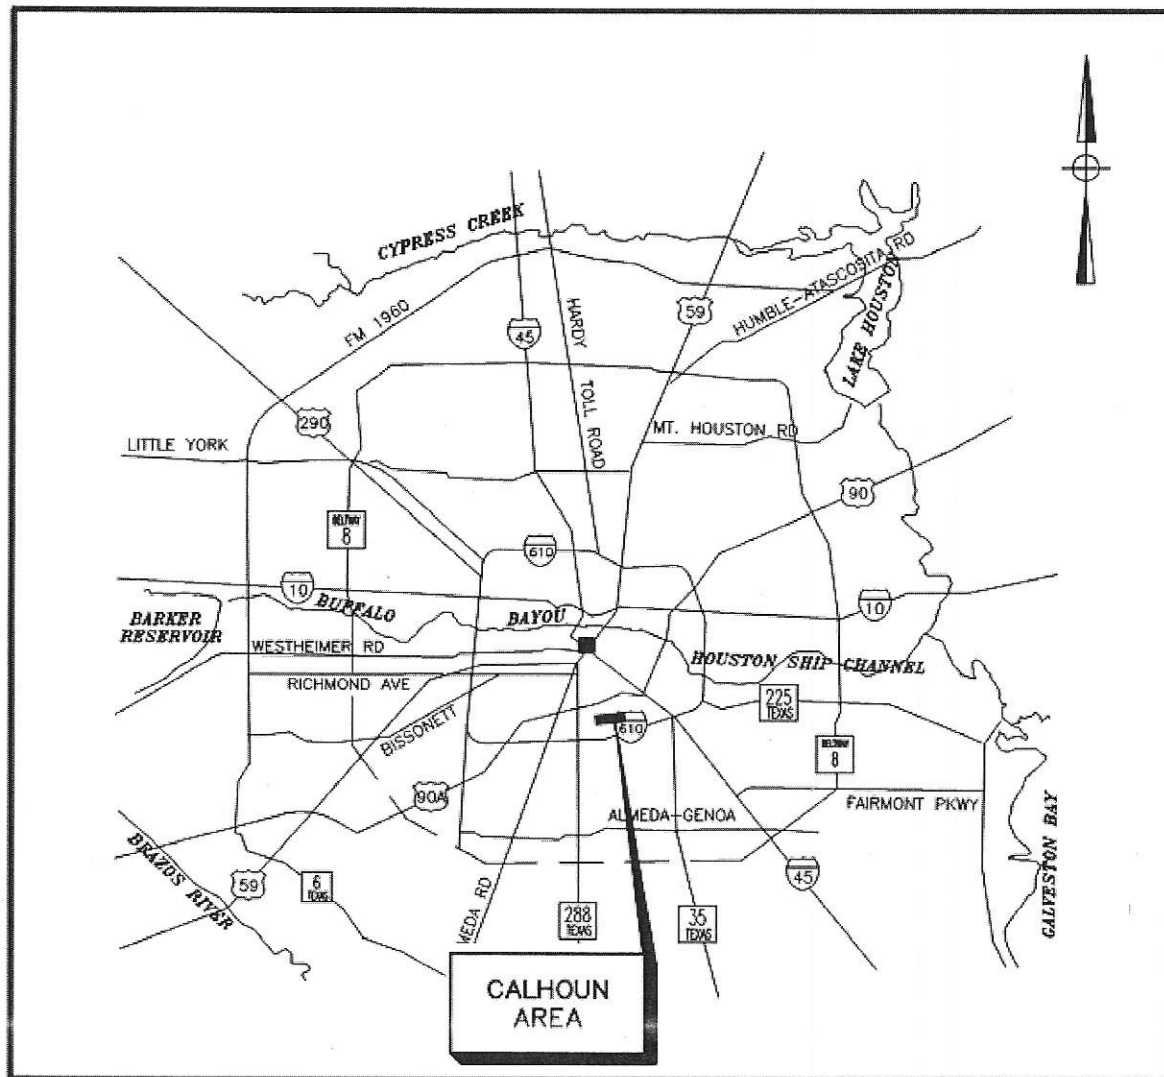 CYPRESS CREEK
HUMBLE-ATASCOSITA RD
FM 1960
45
HARDY
TOLL ROAD
59
LAKE HOUSTON
290
LITTLE YORK
MT. HOUSTON RD
90
BELTWAY
8
610
10
BUFFALO
BAYOU
10
BARKER
RESERVOIR
WESTHEIMER RD
HOUSTON SHIP CHANNEL
RICHMOND AVE
225
TEXAS
BISSONETT
610
BELTWAY
8
90A
ALMEDA-GENOA
FAIRMONT PKWY
BRAZOS RIVER
59
6
TEXAS
45
GALVESTON BAY
MEDA RD
288
TEXAS
35
TEXAS
CALHOUN
AREA